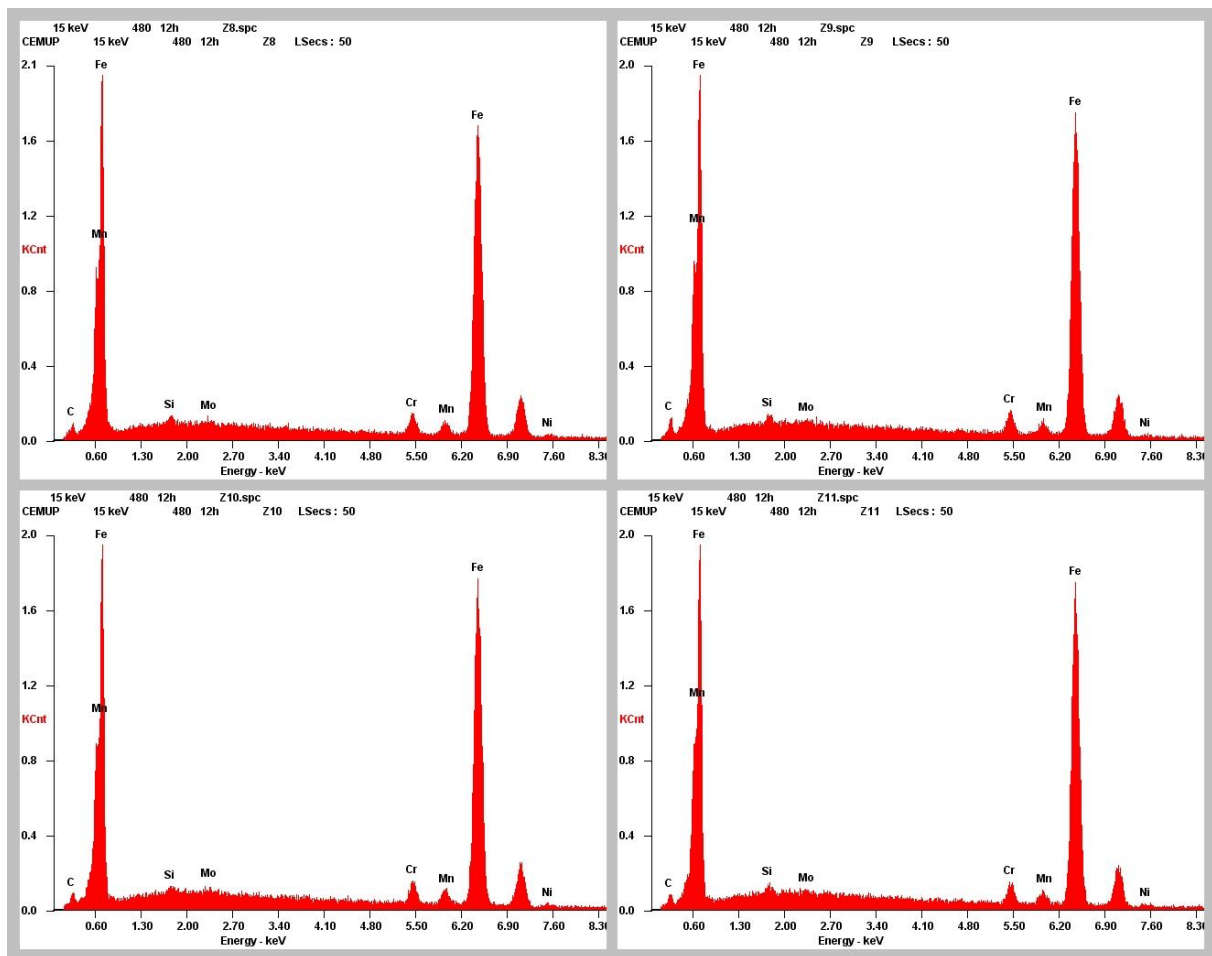 15 keV 480 12h Z8.spc
CEMUP 15 keV 480 12h Z8 LSecs : 50
2.1
Fe
Fe
1.6
1.2
Mn
KCnt
0.8
0.4
C Si Mo Cr Mn Ni
0.0
0.60 1.30 2.00 2.70 3.40 4.10 4.80 5.50 6.20 6.90 7.60 8.30
Energy - keV
15 keV 480 12h Z9.spc
CEMUP 15 keV 480 12h Z9 LSecs : 50
2.0
Fe
Fe
1.6
1.2
Mn
KCnt
0.8
0.4
C Si Mo Cr Mn Ni
0.0
0.60 1.30 2.00 2.70 3.40 4.10 4.80 5.50 6.20 6.90 7.60 8.30
Energy - keV
15 keV 480 12h Z10.spc
CEMUP 15 keV 480 12h Z10 LSecs : 50
2.0
Fe
Fe
1.6
1.2
Mn
KCnt
0.8
0.4
C Si Mo Cr Mn Ni
0.0
0.60 1.30 2.00 2.70 3.40 4.10 4.80 5.50 6.20 6.90 7.60 8.30
Energy - keV
15 keV 480 12h Z11.spc
CEMUP 15 keV 480 12h Z11 LSecs : 50
2.0
Fe
Fe
1.6
1.2
Mn
KCnt
0.8
0.4
C Si Mo Cr Mn Ni
0.0
0.60 1.30 2.00 2.70 3.40 4.10 4.80 5.50 6.20 6.90 7.60 8.30
Energy - keV